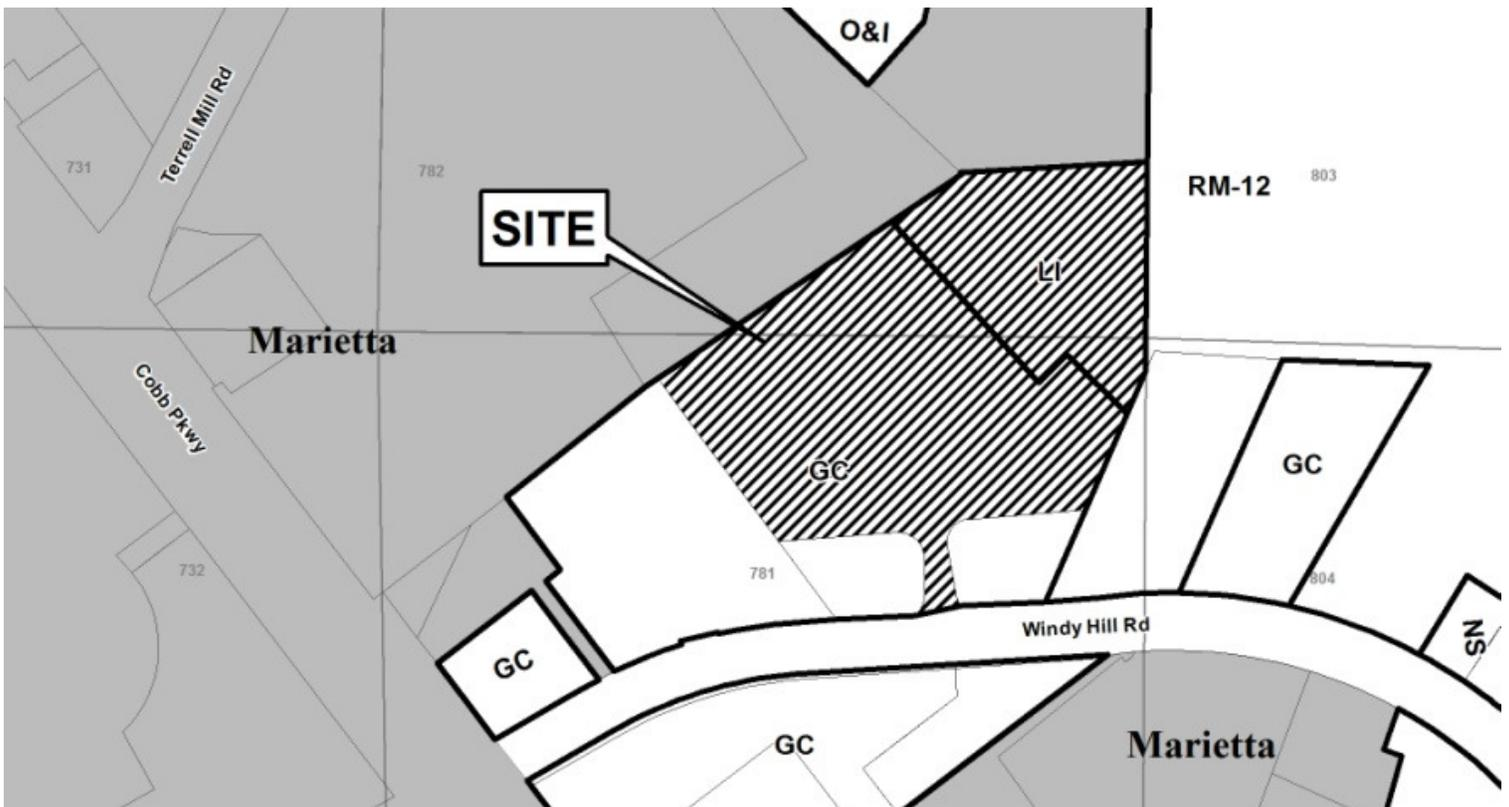 O&I
Terrell Mill Rd
731
782
RM-12
803
SITE
LI
Marietta
Cobb Pkwy
GC
GC
732
781
804
Windy Hill Rd
NS
GC
GC
Marietta